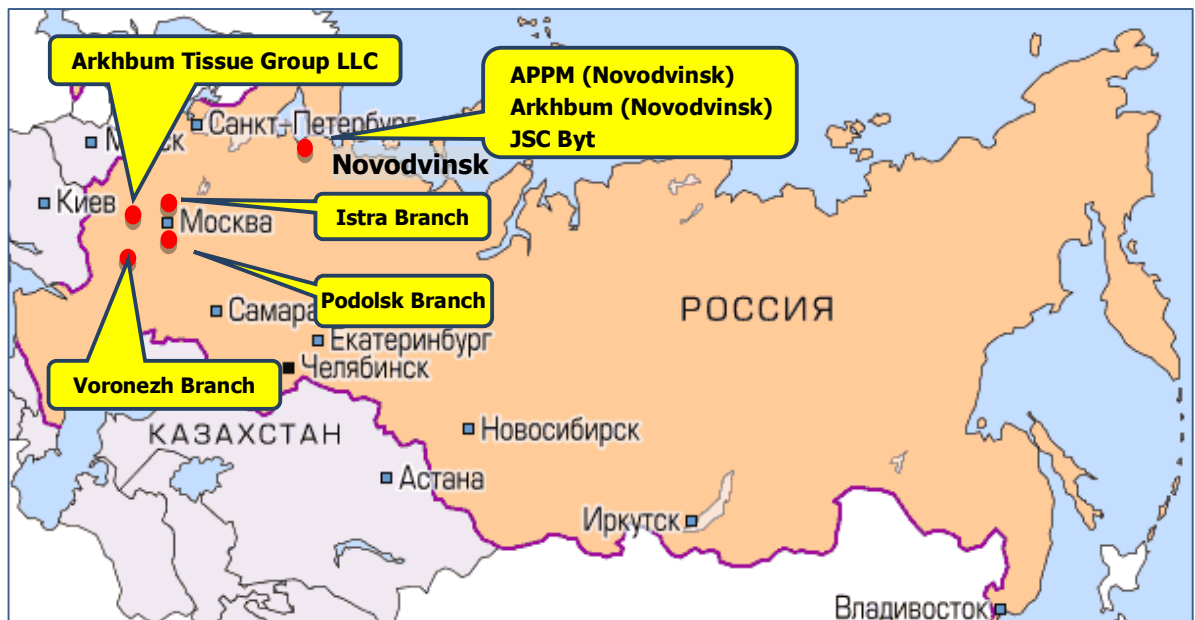 Arkhbum Tissue Group LLC
APPM (Novodvinsk)
Arkhbum (Novodvinsk)
JSC Byt
Санкт-Петербург
Novodvinsk
Киев
Москва
Istra Branch
Podolsk Branch
РОССИЯ
Самара
Екатеринбург
Челябинск
Voronezh Branch
КАЗАХСТАН
Новосибирск
Астана
Иркутск
Владивосток